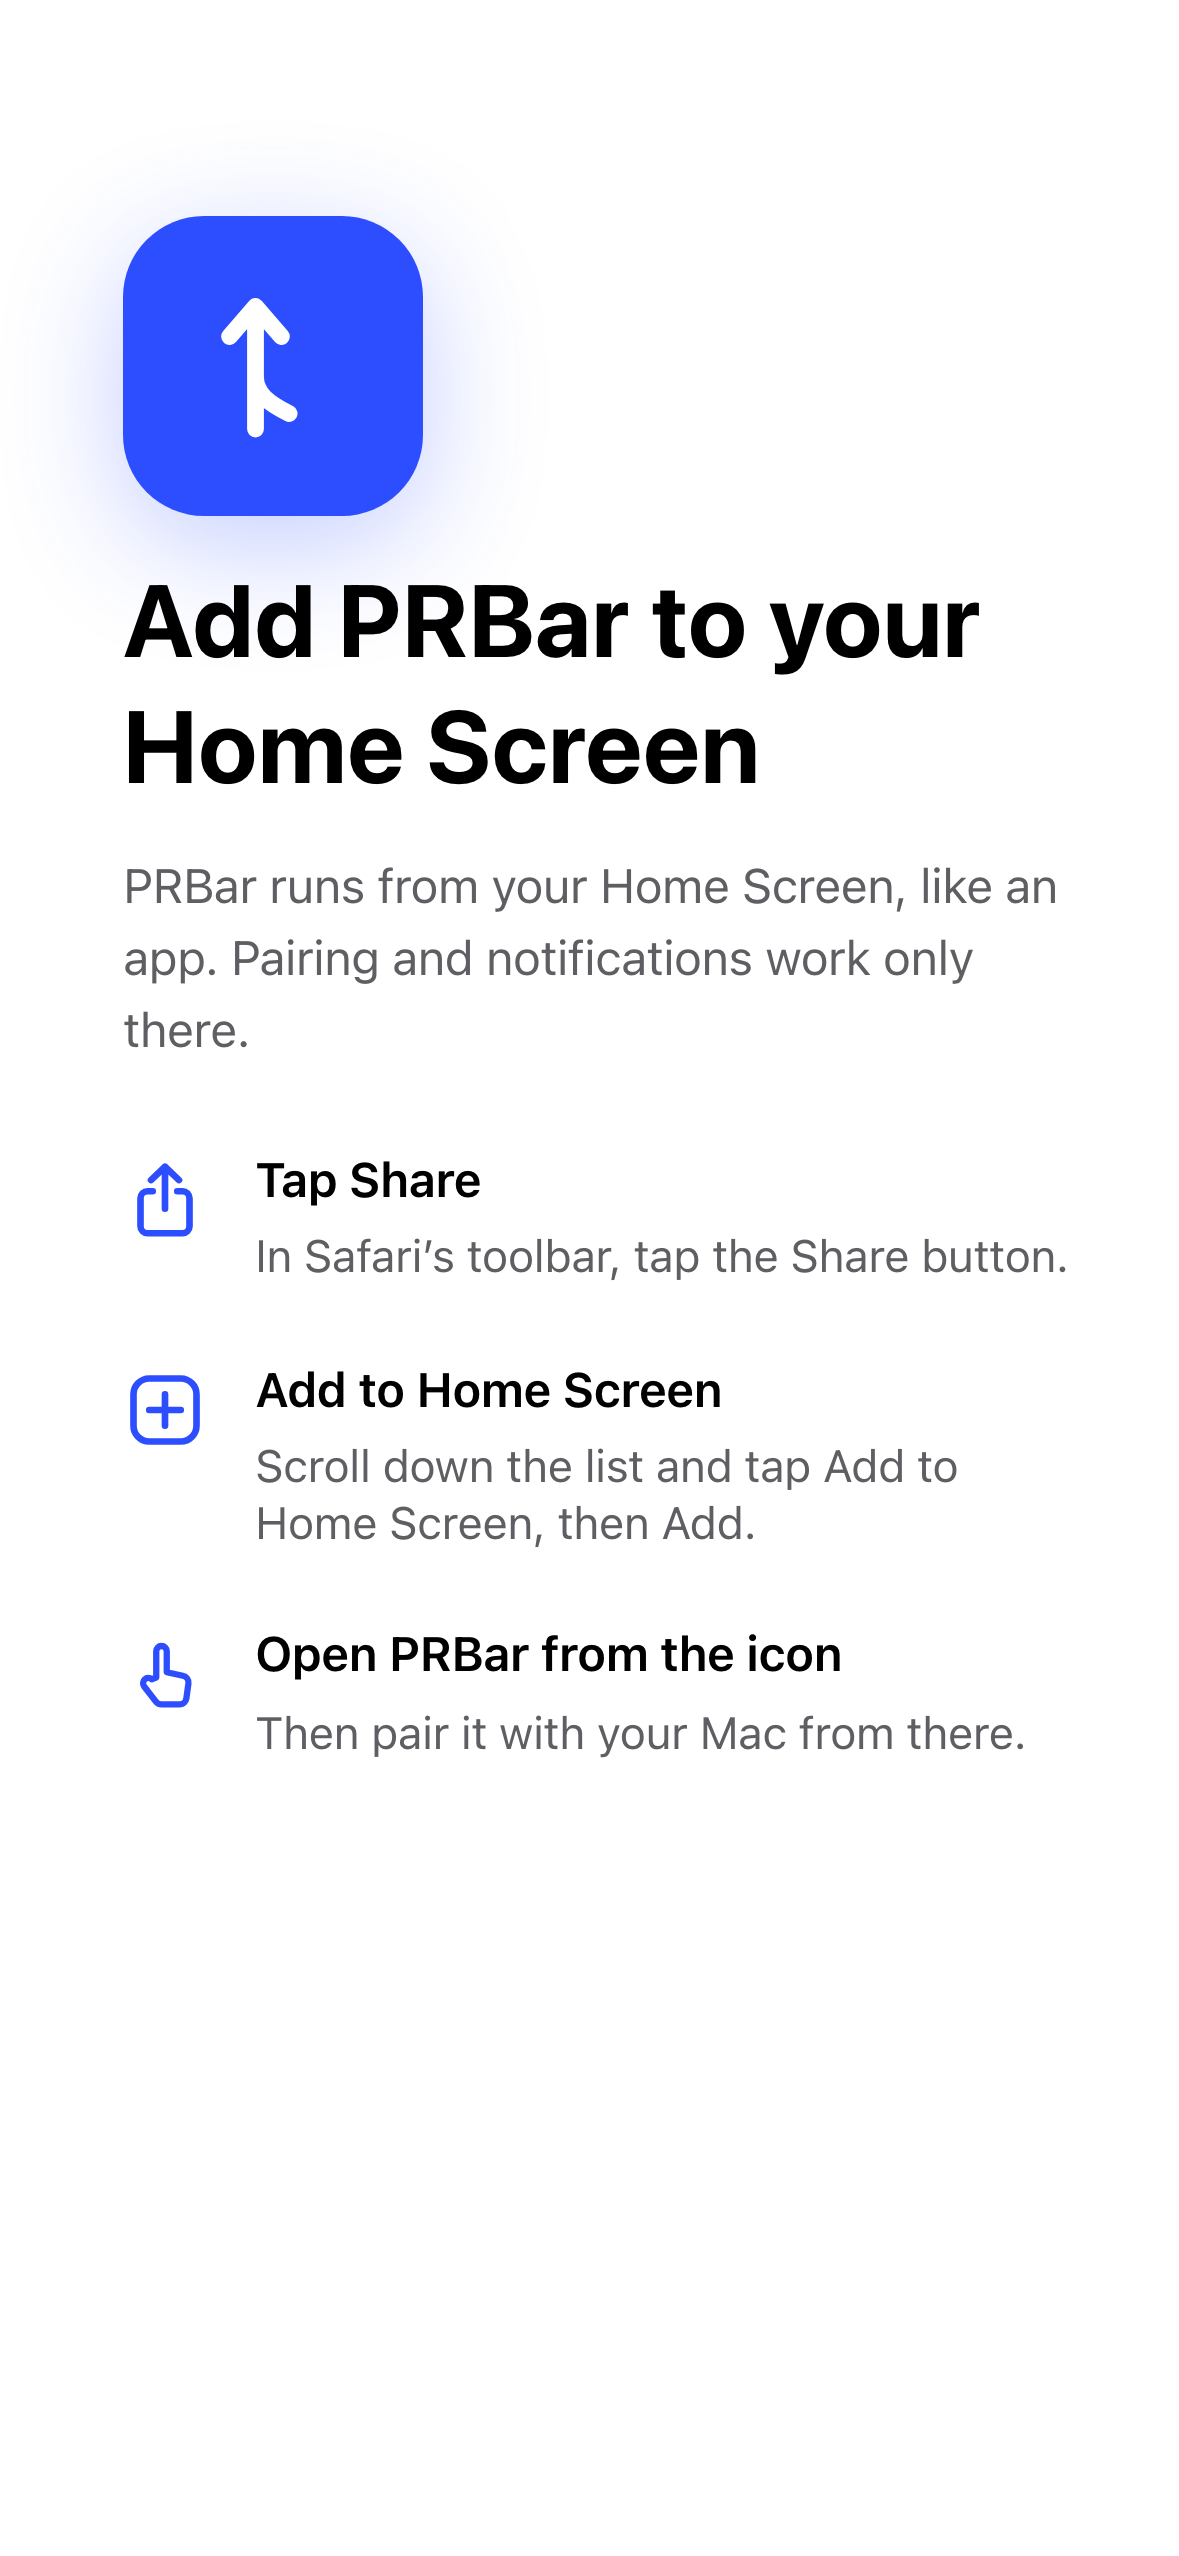 Add PRBar to your
Home Screen
PRBar runs from your Home Screen, like an
app. Pairing and notifications work only
there.
Tap Share
In Safari’s toolbar, tap the Share button.
Add to Home Screen
Scroll down the list and tap Add to
Home Screen, then Add.
Open PRBar from the icon
Then pair it with your Mac from there.